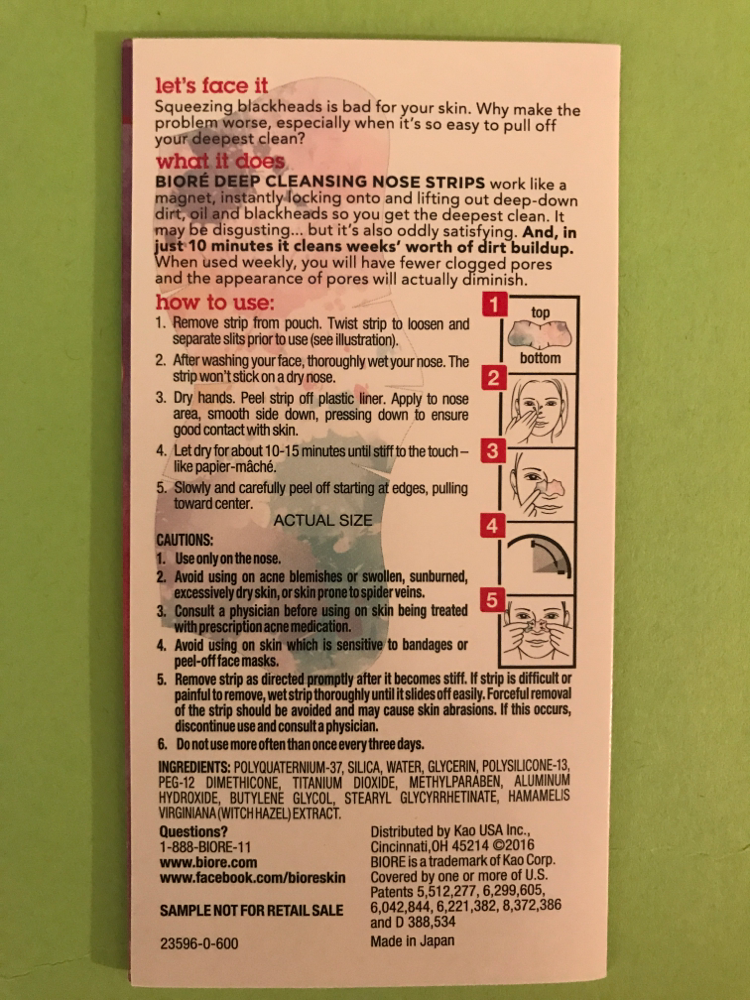 let's face it
Squeezing blackheads is bad for your skin. Why make the
problem worse, especially when it's so easy to pull off
your deepest clean?
what it does
BIORÉ DEEP CLEANSING NOSE STRIPS work like a
magnet, instantly locking onto and lifting out deep-down
dirt, oil and blackheads so you get the deepest clean. It
may be disgusting... but it's also oddly satisfying. And, in
just 10 minutes it cleans weeks' worth of dirt buildup.
When used weekly, you will have fewer clogged pores
and the appearance of pores will actually diminish.
how to use:
1. Remove strip from pouch. Twist strip to loosen and
separate slits prior to use (see illustration).
2. After washing your face, thoroughly wet your nose. The
strip won't stick on a dry nose.
3. Dry hands. Peel strip off plastic liner. Apply to nose
area, smooth side down, pressing down to ensure
good contact with skin.
4. Let dry for about 10-15 minutes until stiff to the touch –
like papier-mâché.
5. Slowly and carefully peel off starting at edges, pulling
toward center.
1
top
bottom
2
3
4
5
ACTUAL SIZE
CAUTIONS:
1. Use only on the nose.
2. Avoid using on acne blemishes or swollen, sunburned,
excessively dry skin, or skin prone to spider veins.
3. Consult a physician before using on skin being treated
with prescription acne medication.
4. Avoid using on skin which is sensitive to bandages or
peel-off face masks.
5. Remove strip as directed promptly after it becomes stiff. If strip is difficult or
painful to remove, wet strip thoroughly until it slides off easily. Forceful removal
of the strip should be avoided and may cause skin abrasions. If this occurs,
discontinue use and consult a physician.
6. Do not use more often than once every three days.
INGREDIENTS: POLYQUATERNIUM-37, SILICA, WATER, GLYCERIN, POLYSILICONE-13,
PEG-12 DIMETHICONE, TITANIUM DIOXIDE, METHYLPARABEN, ALUMINUM
HYDROXIDE, BUTYLENE GLYCOL, STEARYL GLYCYRRHETINATE, HAMAMELIS
VIRGINIANA (WITCH HAZEL) EXTRACT.
Questions?
1-888-BIORE-11
www.biore.com
www.facebook.com/bioreskin
SAMPLE NOT FOR RETAIL SALE
23596-0-600
Distributed by Kao USA Inc.,
Cincinnati,OH 45214 ©2016
BIORE is a trademark of Kao Corp.
Covered by one or more of U.S.
Patents 5,512,277, 6,299,605,
6,042,844, 6,221,382, 8,372,386
and D 388,534
Made in Japan